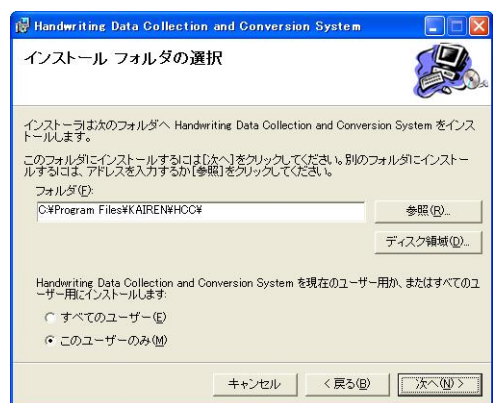 Handwriting Data Collection and Conversion System
インストール フォルダの選択
インストーラは次のフォルダへ Handwriting Data Collection and Conversion System をインス
トールします。
このフォルダにインストールするには[次へ]をクリックしてください。別のフォルダにインストー
ルするには、アドレスを入力するか[参照]をクリックしてください。
フォルダ(F):
C:¥Program Files¥KAIREN¥HCC¥
参照(R)...
ディスク領域(D)...
Handwriting Data Collection and Conversion System を現在のユーザー用か、またはすべてのユ
ーザー用にインストールします:
すべてのユーザー(E)
このユーザーのみ(M)
キャンセル
< 戻る(B)
次へ(N) >